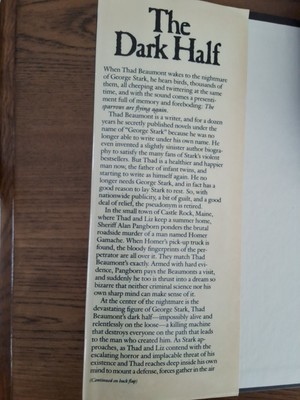 The
Dark Half
When Thad Beaumont wakes to the nightmare
of George Stark, he hears birds, thousands of
them, all cheeping and twittering at the same
time, and with the sound comes a presenti-
ment full of memory and foreboding: The
sparrows are flying again.
Thad Beaumont is a writer, and for a dozen
years he secretly published novels under the
name of "George Stark" because he was no
longer able to write under his own name. He
even invented a slightly sinister author biogra-
phy to satisfy the many fans of Stark's violent
bestsellers. But Thad is a healthier and happier
man now, the father of infant twins, and
starting to write as himself again. He no
longer needs George Stark, and in fact has a
good reason to lay Stark to rest. So, with
nationwide publicity, a bit of guilt, and a good
deal of relief, the pseudonym is retired.
In the small town of Castle Rock, Maine,
where Thad and Liz keep a summer home,
Sheriff Alan Pangborn ponders the brutal
roadside murder of a man named Homer
Gamache. When Homer's pick-up truck is
found, the bloody fingerprints of the per-
petrator are all over it. They match Thad
Beaumont's exactly. Armed with hard evi-
dence, Pangborn pays the Beaumonts a visit,
and suddenly he too is thrust into a dream so
bizarre that neither criminal science nor his
own sharp mind can make sense of it.
At the center of the nightmare is the
devastating figure of George Stark, Thad
Beaumont's dark half—impossibly alive and
relentlessly on the loose—a killing machine
that destroys everyone on the path that leads
to the man who created him. As Stark ap-
proaches, as Thad and Liz contend with the
escalating horror and implacable threat of his
existence and Thad reaches deep inside his own
mind to mount a defense, forces gather in the air
(Continued on back flap)